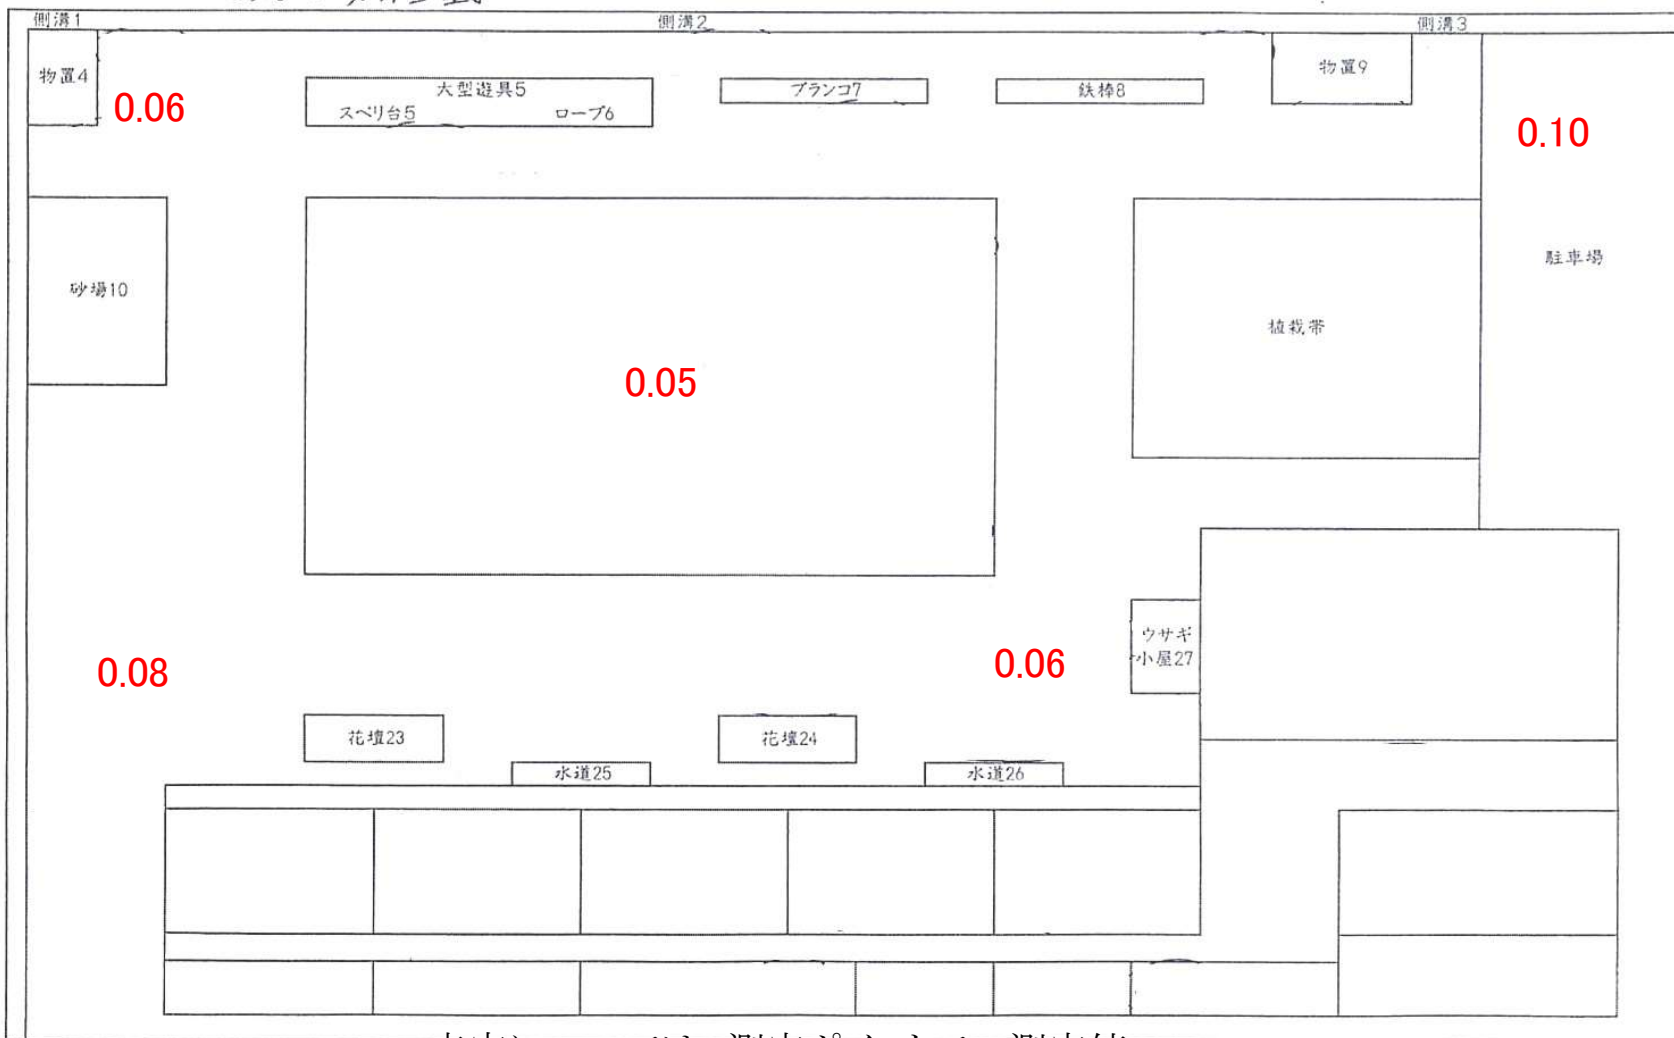 側溝1
側溝2
側溝3
物置4
0.06
大型遊具5
スベリ台5 ロープ6
ブランコ7
鉄棒8
物置9
0.10
砂場10
0.05
植栽帯
駐車場
0.08
0.06
ウサギ
小屋27
花壇23
花壇24
水道25
水道26